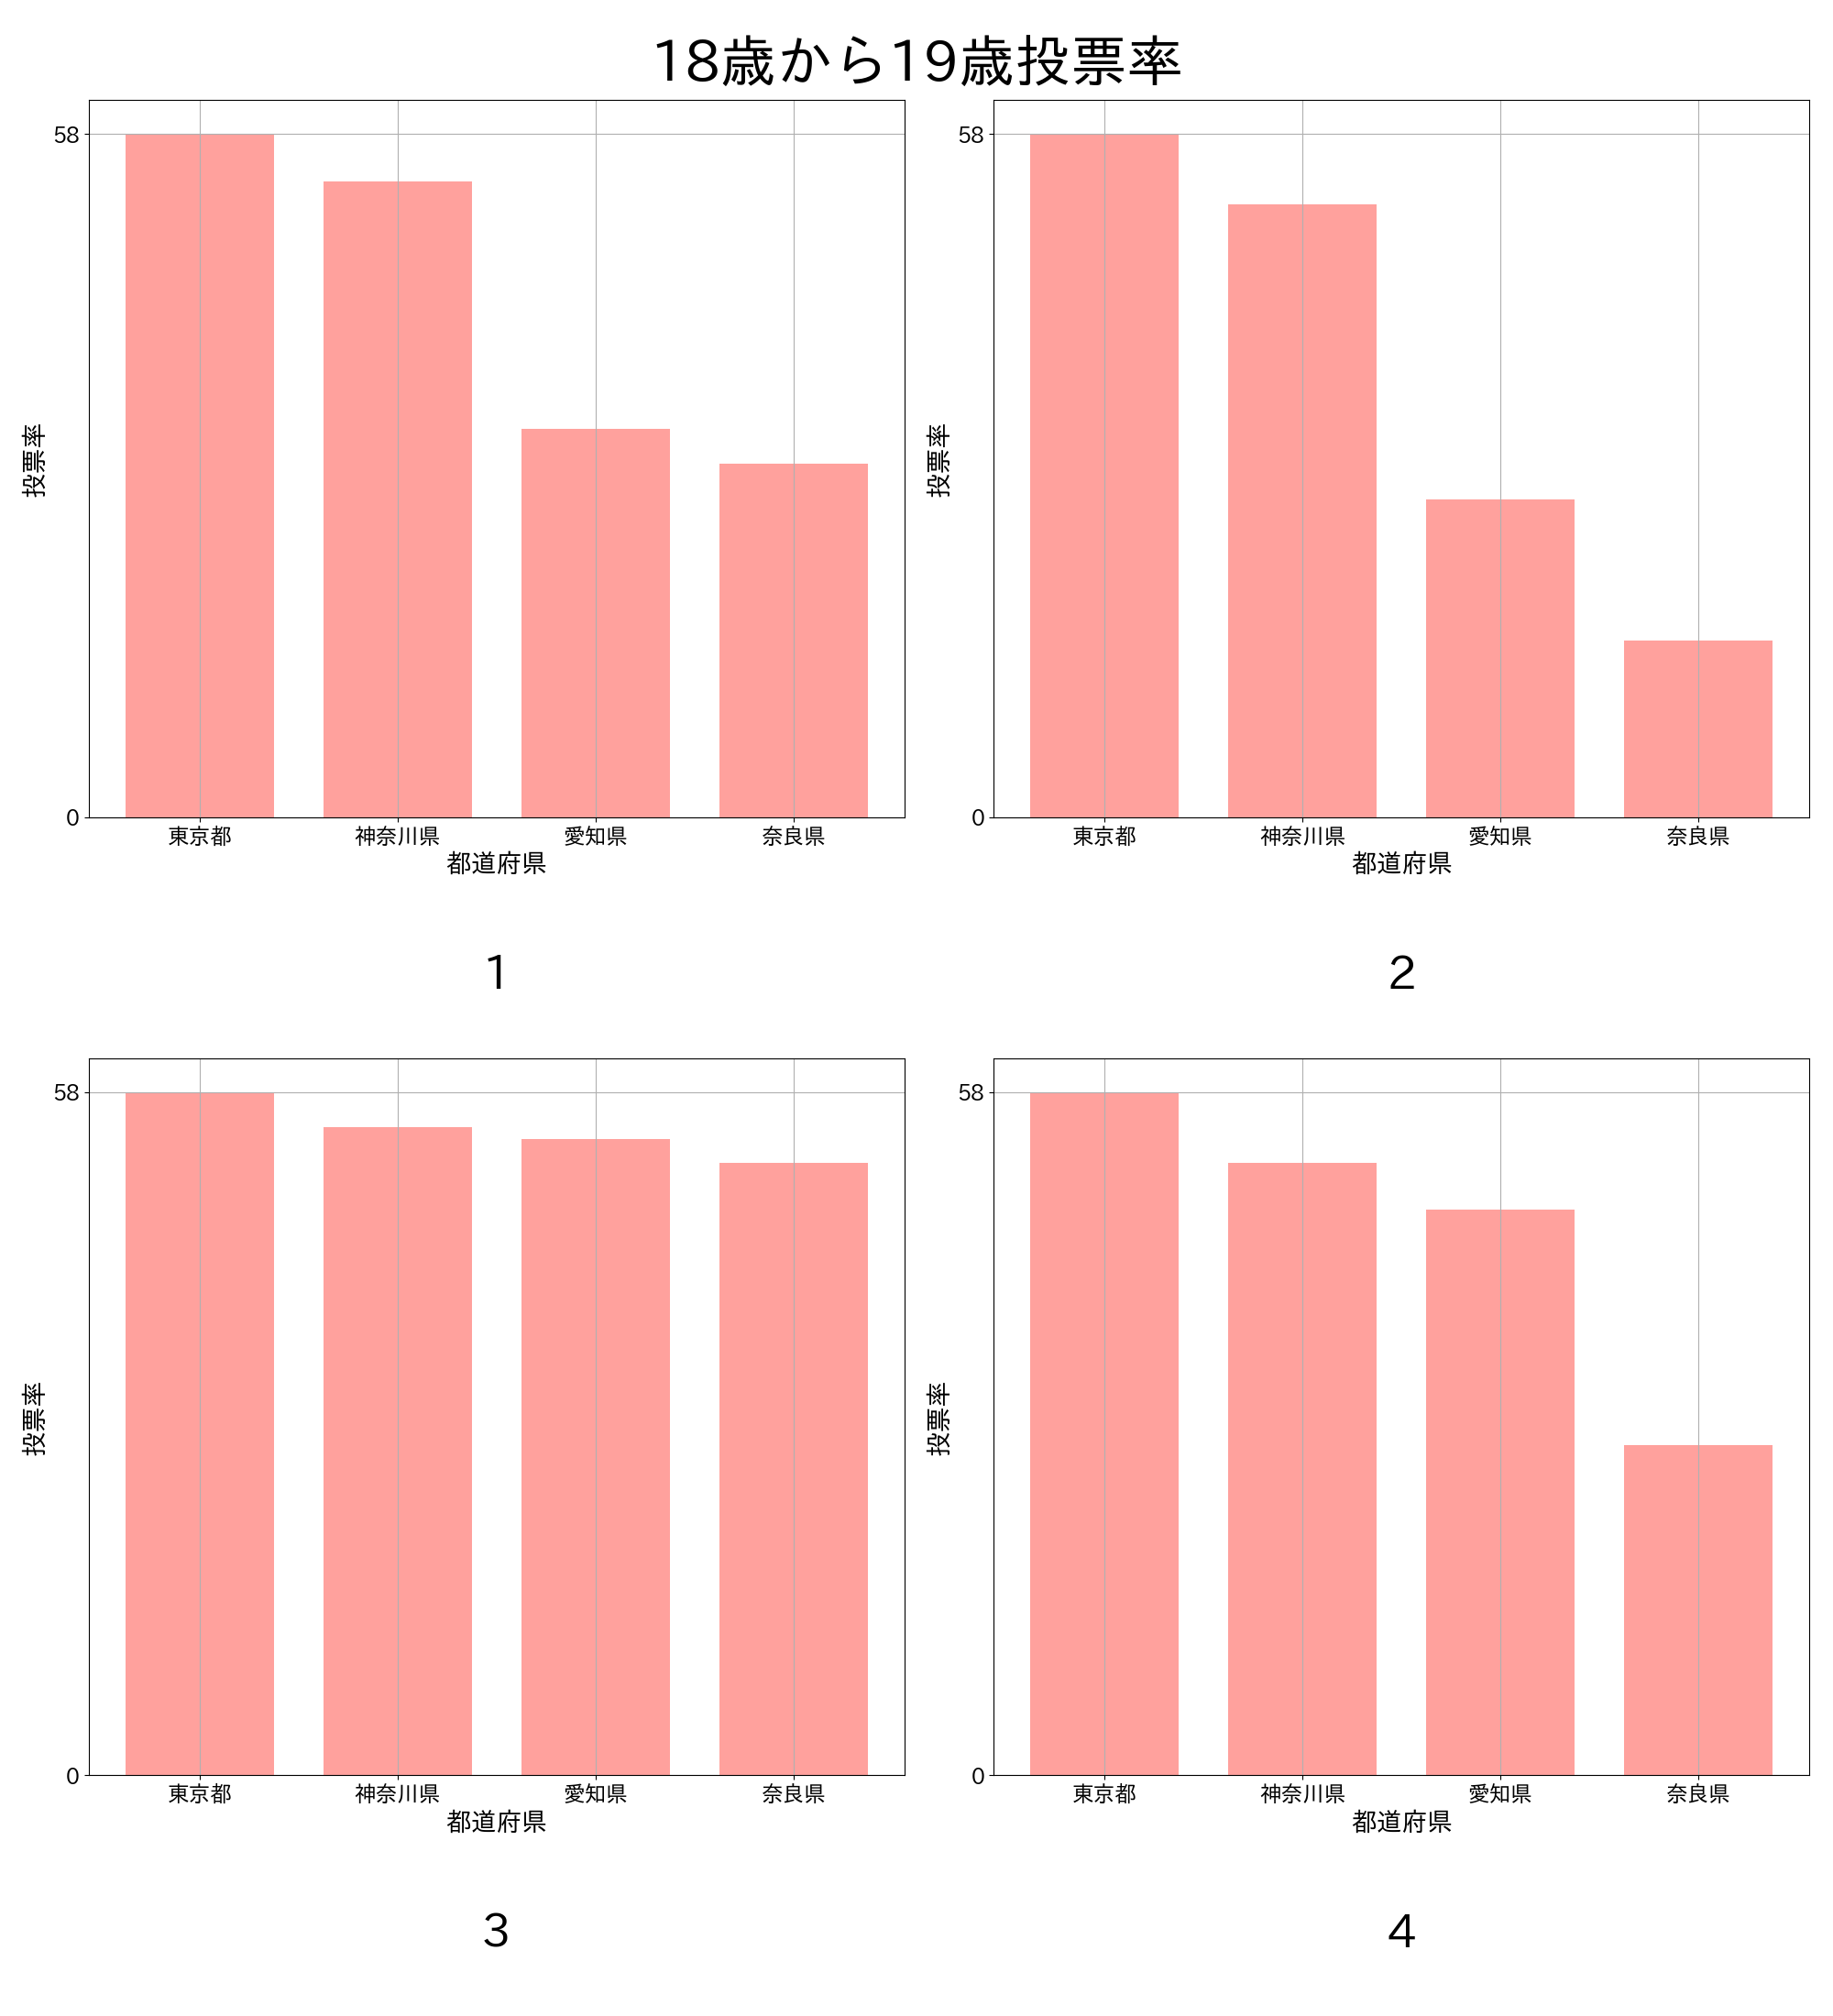 18歳から19歳投票率
58
0
投票率
東京都 神奈川県 愛知県 奈良県
都道府県
1
58
0
投票率
東京都 神奈川県 愛知県 奈良県
都道府県
2
58
0
投票率
東京都 神奈川県 愛知県 奈良県
都道府県
3
58
0
投票率
東京都 神奈川県 愛知県 奈良県
都道府県
4